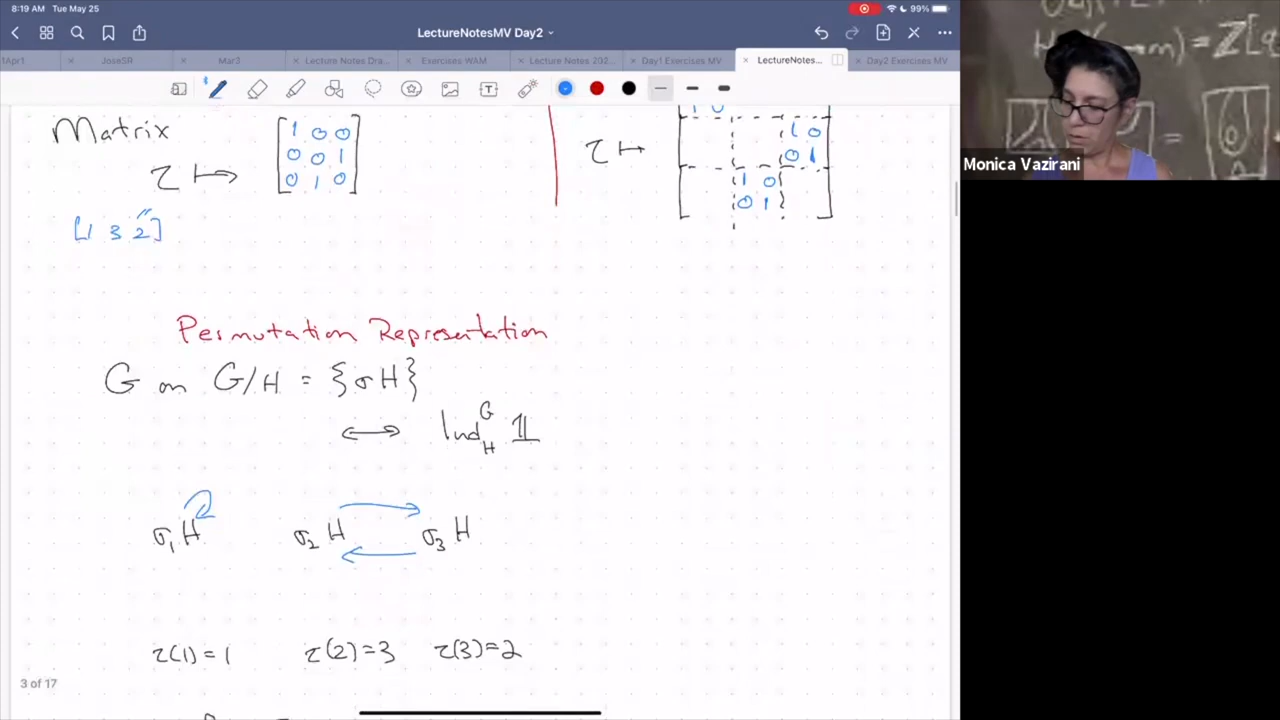 8:19 AM Tue May 25
99%
LectureNotesMV Day2
1Apr1
JoseSR
Mar3
Lecture Notes Dra...
Exercises WAM
Lecture Notes 202...
Day1 Exercises MV
LectureNotes...
Day2 Exercises MV
Matrix
τ ↦ [1 0 0
0 0 1
0 1 0]
τ ↦
1 0
0 1
1 0
0 1
[1 3 2]
Permutation Representation
G on G/H = {σH}
↔ Ind_H^G 𝟙
σ₁H σ₂H σ₃H
τ(1)=1 τ(2)=3 τ(3)=2
3 of 17
Monica Vazirani